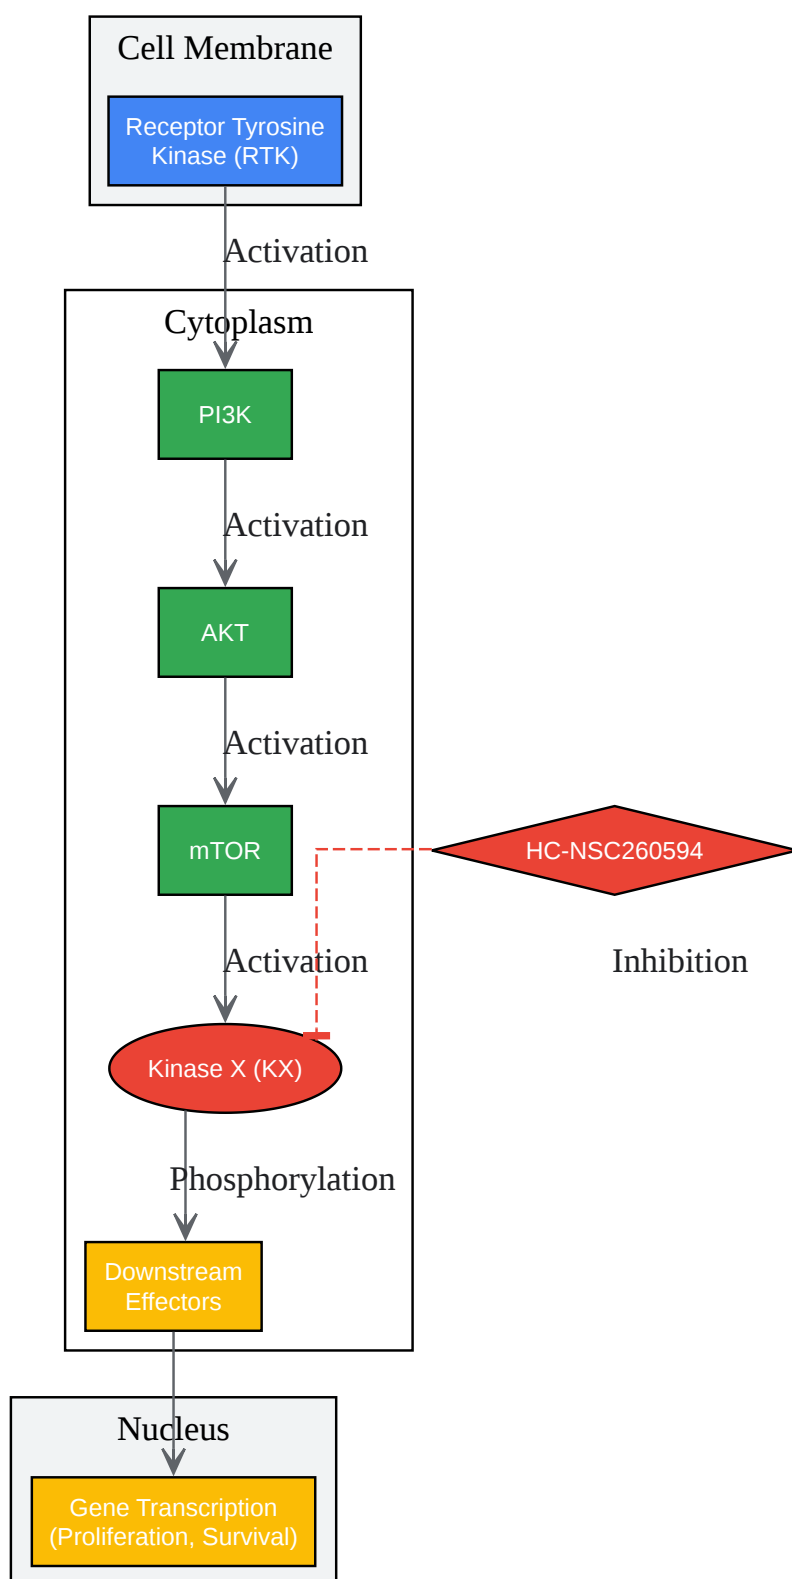 Cell Membrane
Receptor Tyrosine
Kinase (RTK)
Activation
Cytoplasm
PI3K
Activation
AKT
Activation
mTOR
HC-NSC260594
Activation
Inhibition
Kinase X (KX)
Phosphorylation
Downstream
Effectors
Nucleus
Gene Transcription
(Proliferation, Survival)